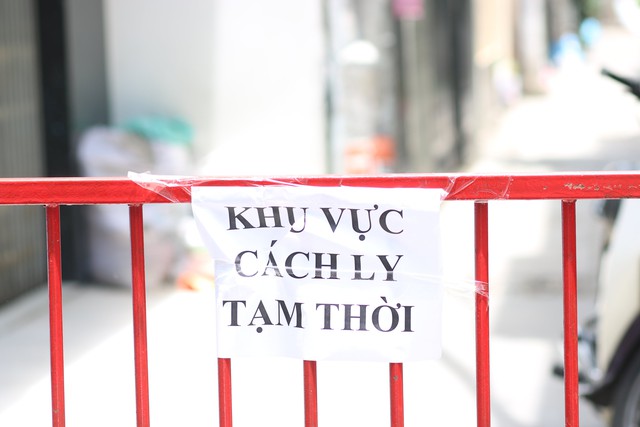 KHU VỰC
CÁCH LY
TẠM THỜI